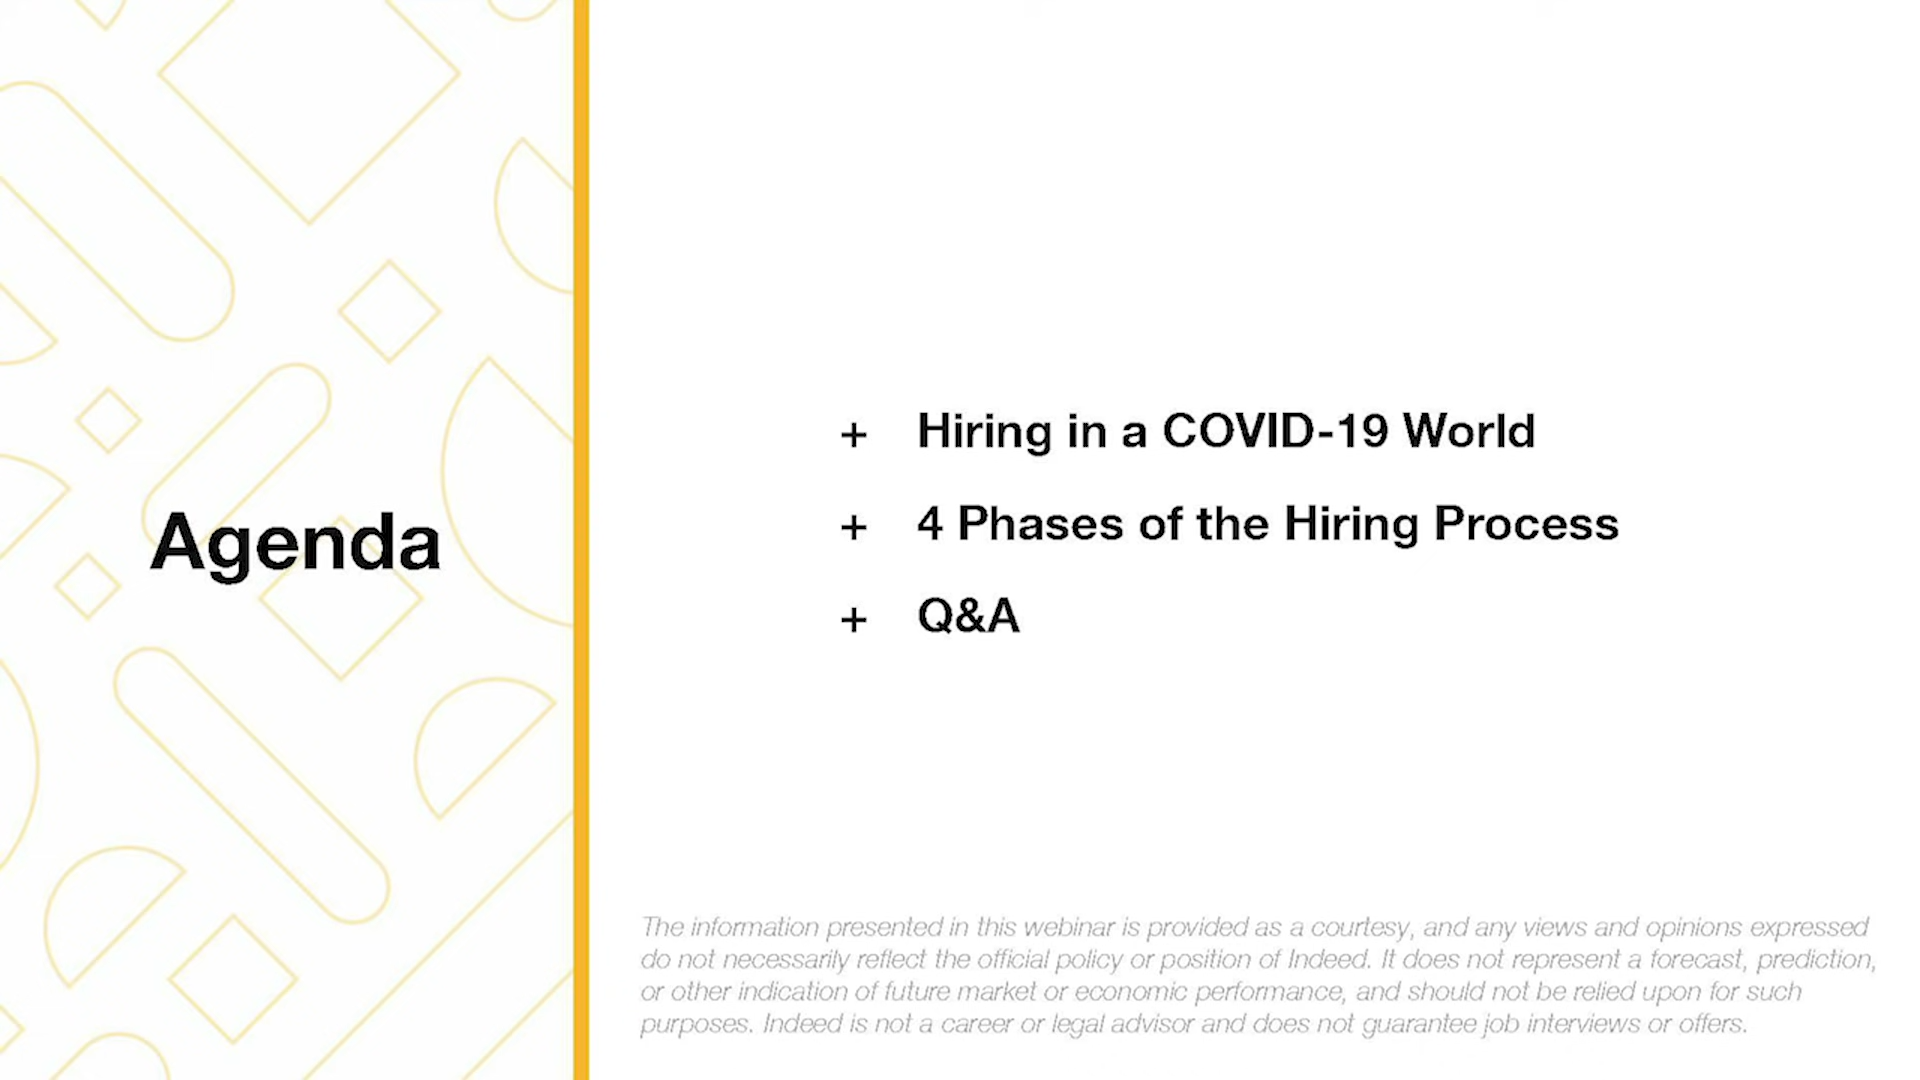 Agenda
+ Hiring in a COVID-19 World
+ 4 Phases of the Hiring Process
+ Q&A
The information presented in this webinar is provided as a courtesy, and any views and opinions expressed
do not necessarily reflect the official policy or position of Indeed. It does not represent a forecast, prediction,
or other indication of future market or economic performance, and should not be relied upon for such
purposes. Indeed is not a career or legal advisor and does not guarantee job interviews or offers.